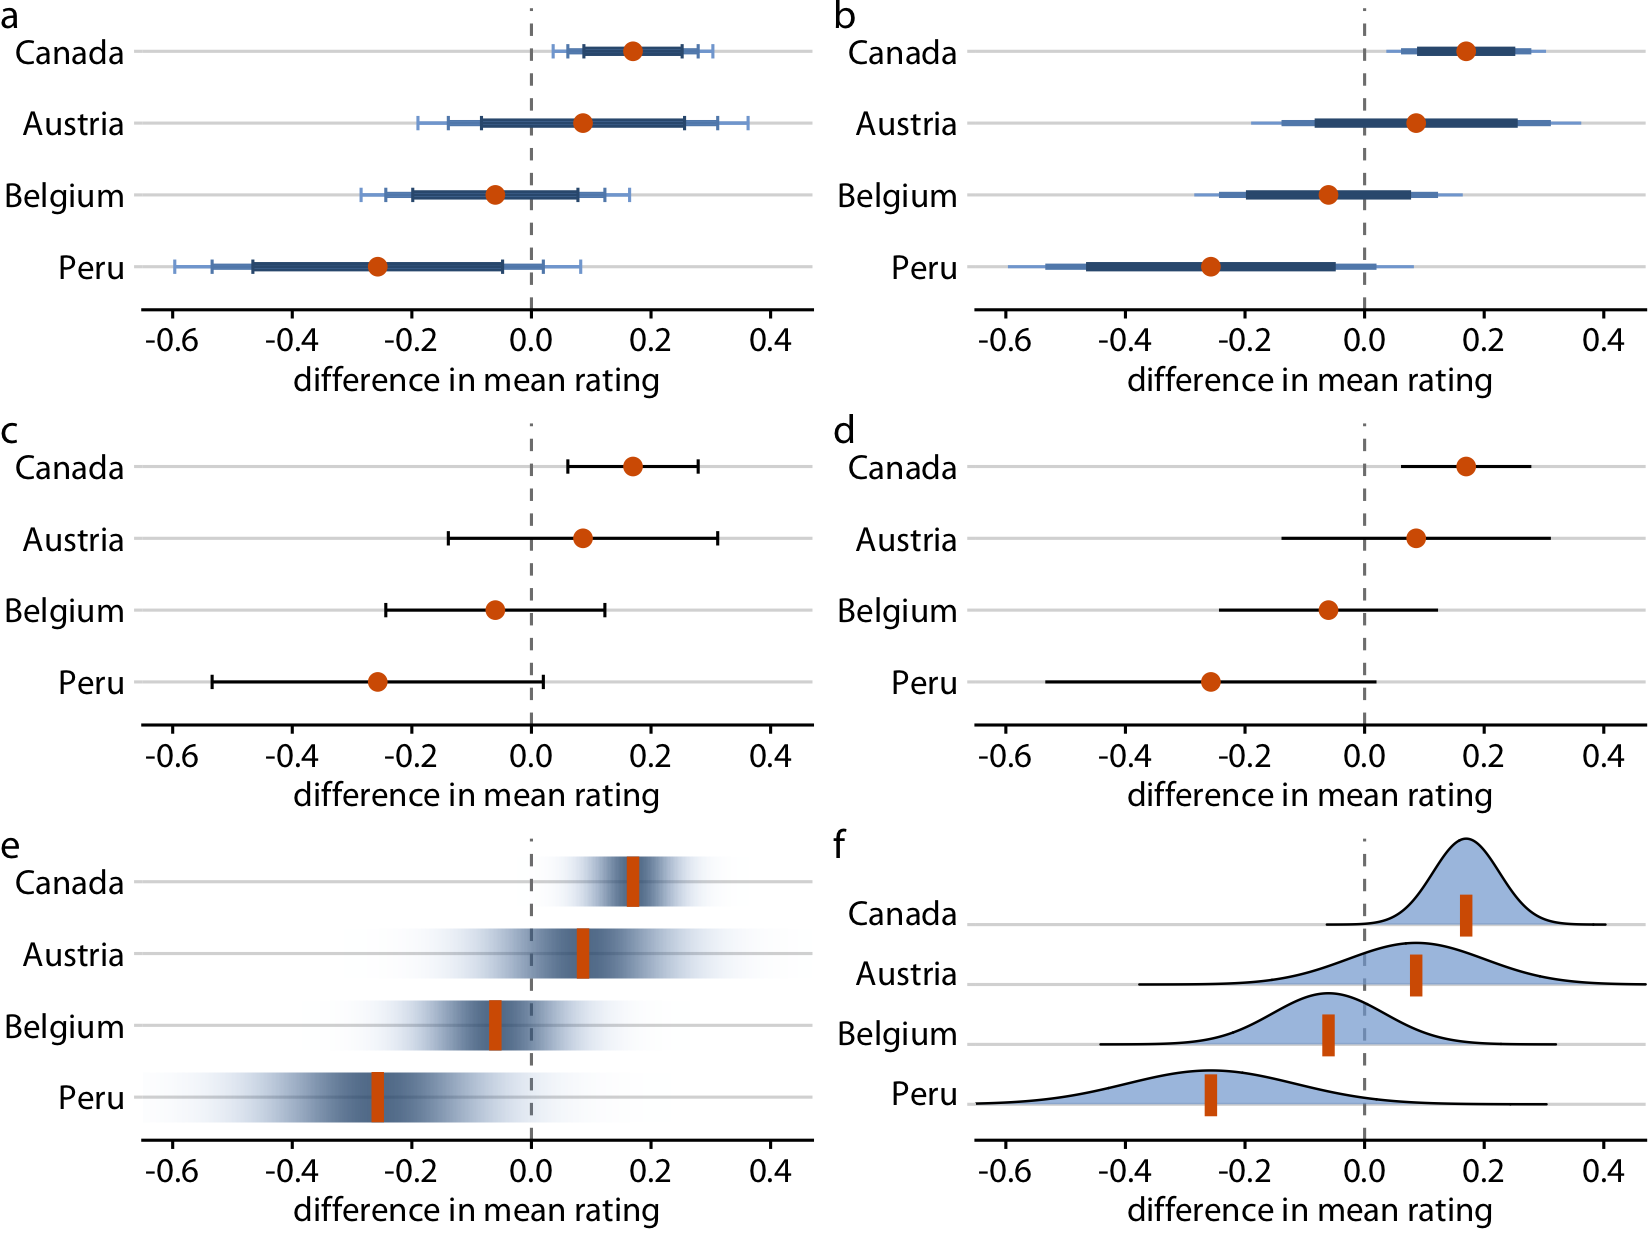 a
Canada
Austria
Belgium
Peru
-0.6 -0.4 -0.2 0.0 0.2 0.4
difference in mean rating
b
Canada
Austria
Belgium
Peru
-0.6 -0.4 -0.2 0.0 0.2 0.4
difference in mean rating
c
Canada
Austria
Belgium
Peru
-0.6 -0.4 -0.2 0.0 0.2 0.4
difference in mean rating
d
Canada
Austria
Belgium
Peru
-0.6 -0.4 -0.2 0.0 0.2 0.4
difference in mean rating
e
Canada
Austria
Belgium
Peru
-0.6 -0.4 -0.2 0.0 0.2 0.4
difference in mean rating
f
Canada
Austria
Belgium
Peru
-0.6 -0.4 -0.2 0.0 0.2 0.4
difference in mean rating